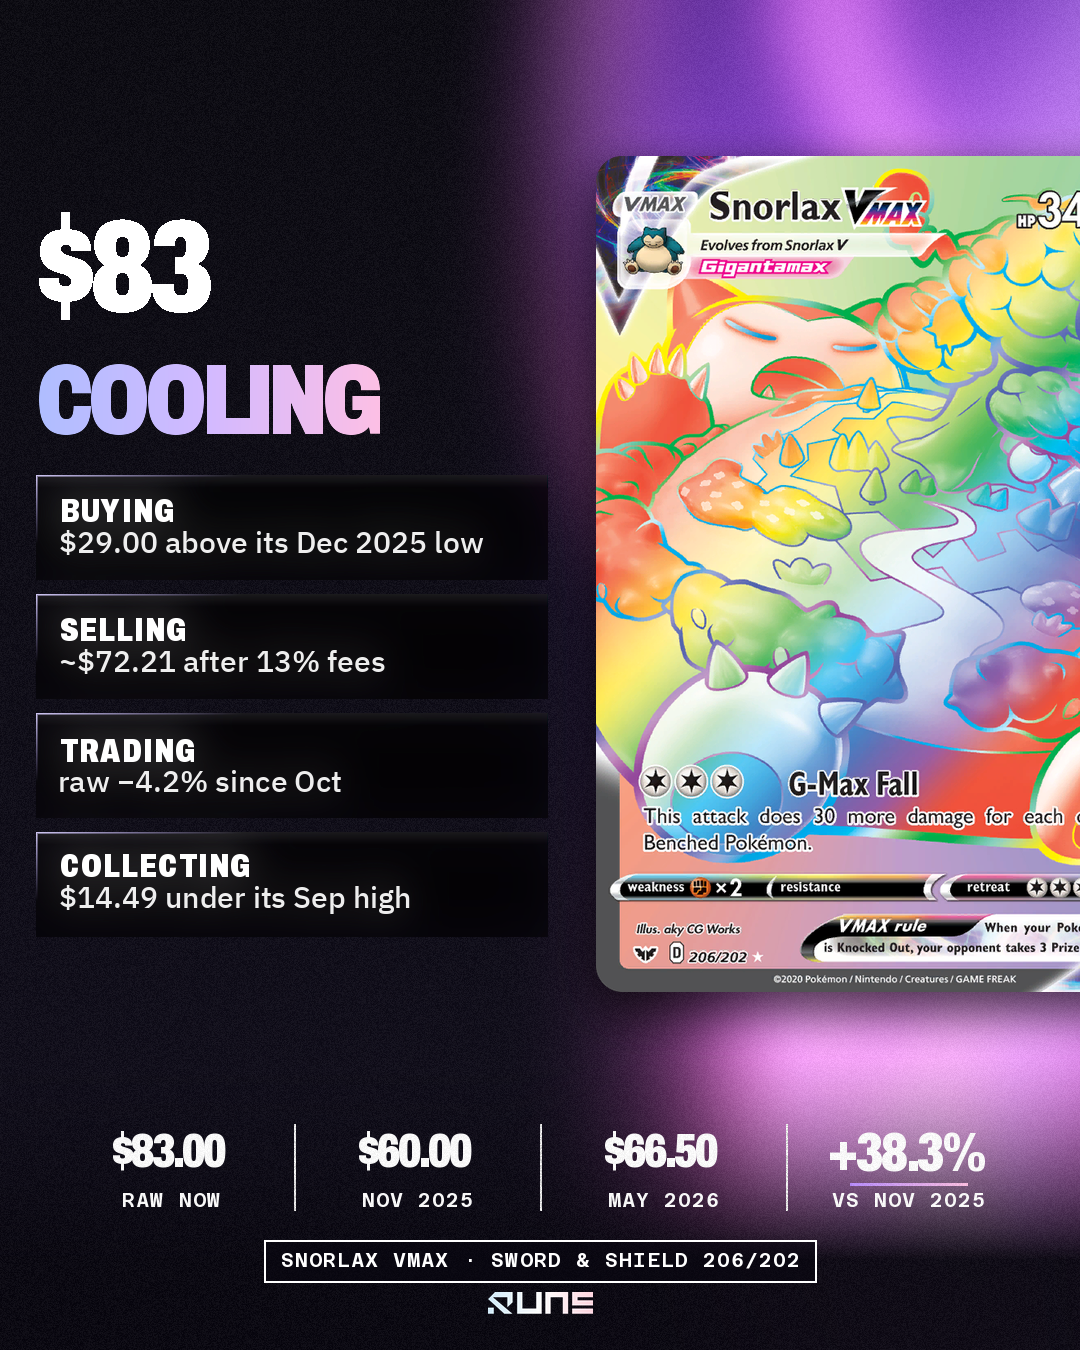 $83
COOLING
BUYING
$29.00 above its Dec 2025 low
SELLING
~$72.21 after 13% fees
TRADING
raw −4.2% since Oct
COLLECTING
$14.49 under its Sep high
VMAX
Snorlax VMAX
HP 34
Evolves from Snorlax V
Gigantamax
G-Max Fall
This attack does 30 more damage for each
Benched Pokémon.
weakness ×2 resistance retreat
Illus. aky CG Works
VMAX rule When your Poké
is Knocked Out, your opponent takes 3 Prize
D 206/202
©2020 Pokémon / Nintendo / Creatures / GAME FREAK
$83.00
RAW NOW
$60.00
NOV 2025
$66.50
MAY 2026
+38.3%
VS NOV 2025
SNORLAX VMAX · SWORD & SHIELD 206/202
RUNE